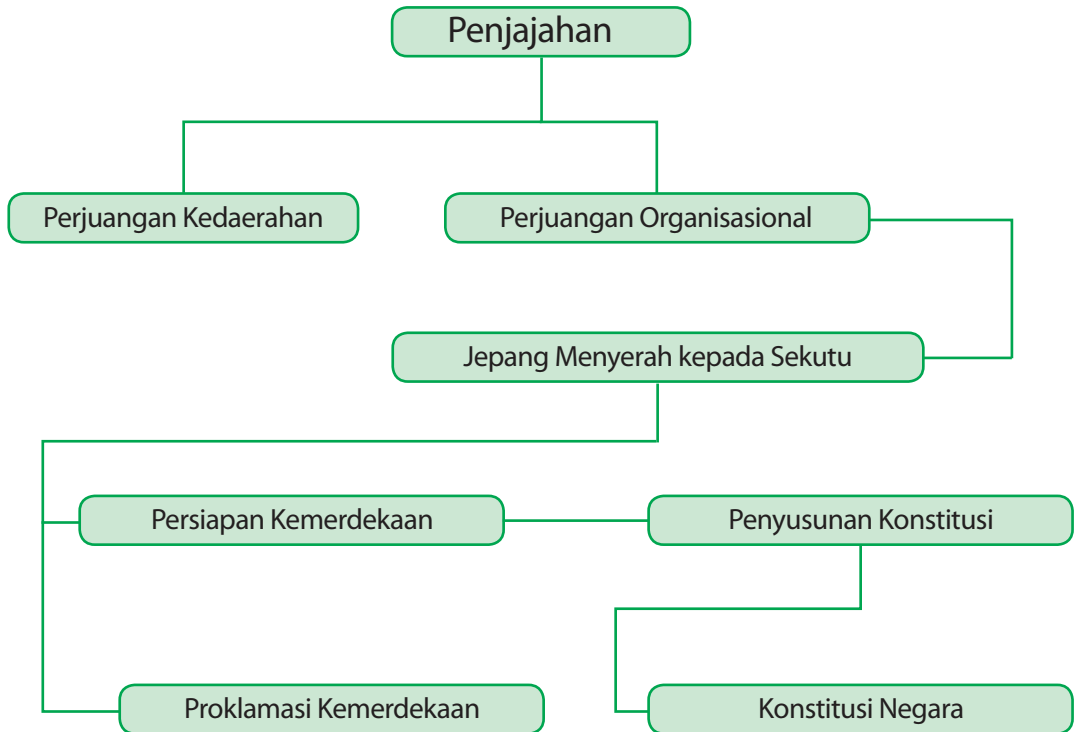 Penjajahan
Perjuangan Kedaerahan
Perjuangan Organisasional
Jepang Menyerah kepada Sekutu
Persiapan Kemerdekaan
Penyusunan Konstitusi
Proklamasi Kemerdekaan
Konstitusi Negara